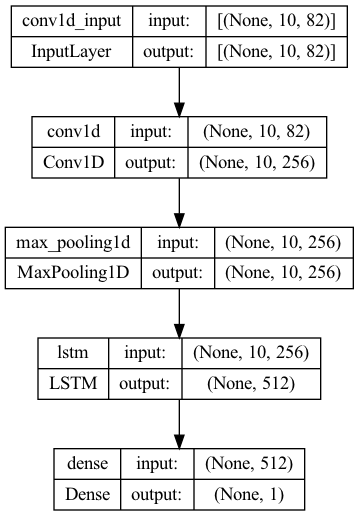 conv1d_input input: [(None, 10, 82)]
InputLayer output: [(None, 10, 82)]
conv1d input: (None, 10, 82)
Conv1D output: (None, 10, 256)
max_pooling1d input: (None, 10, 256)
MaxPooling1D output: (None, 10, 256)
lstm input: (None, 10, 256)
LSTM output: (None, 512)
dense input: (None, 512)
Dense output: (None, 1)